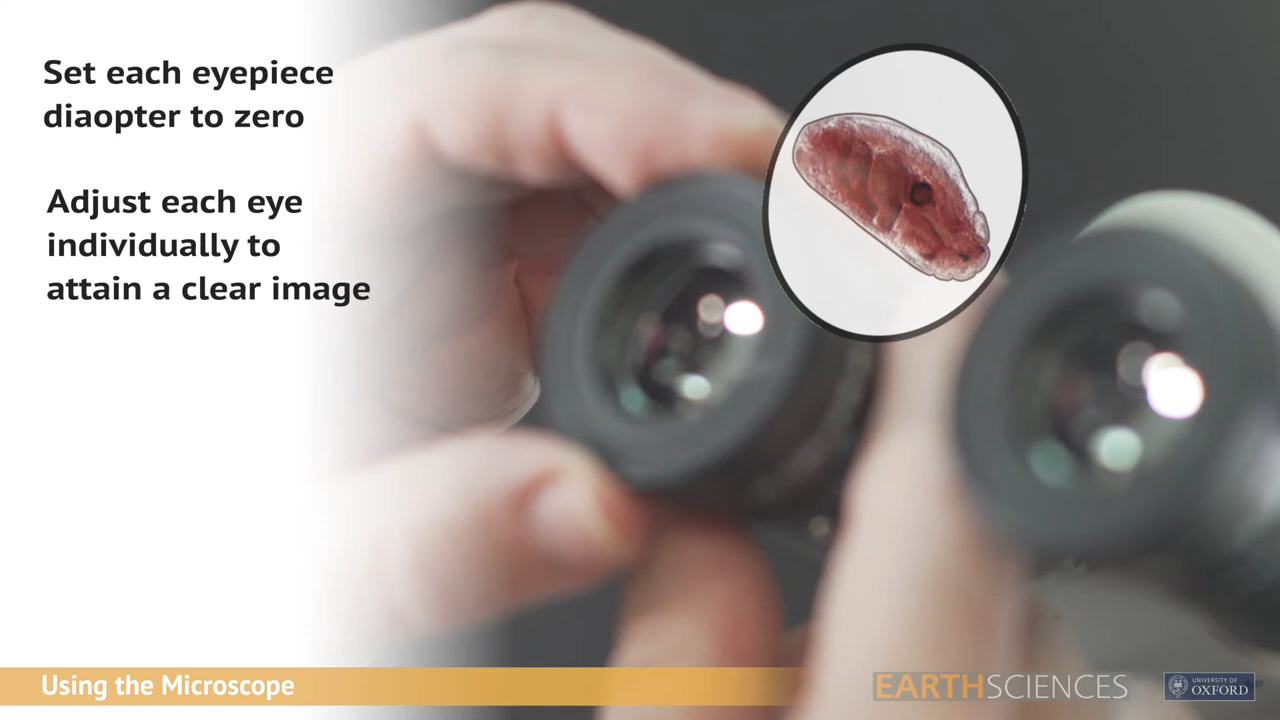 Set each eyepiece
diaopter to zero
Adjust each eye
individually to
attain a clear image
Using the Microscope
EARTHSCIENCES
UNIVERSITY OF
OXFORD